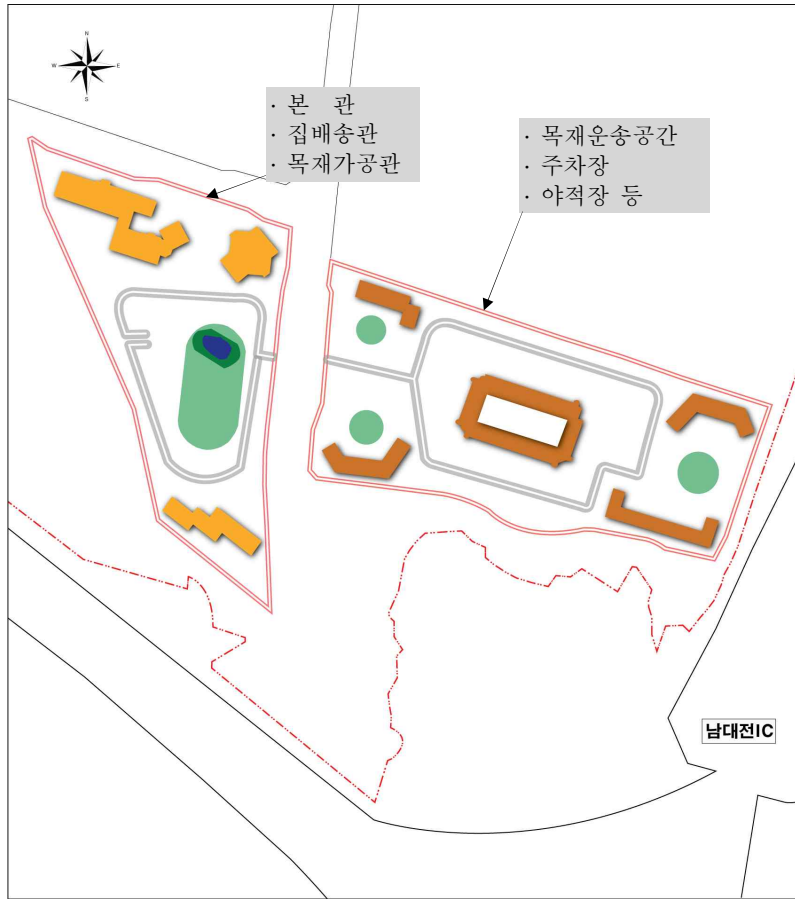 N
W E
S
· 본 관
· 집배송관
· 목재가공관
· 목재운송공간
· 주차장
· 야적장 등
남대전IC